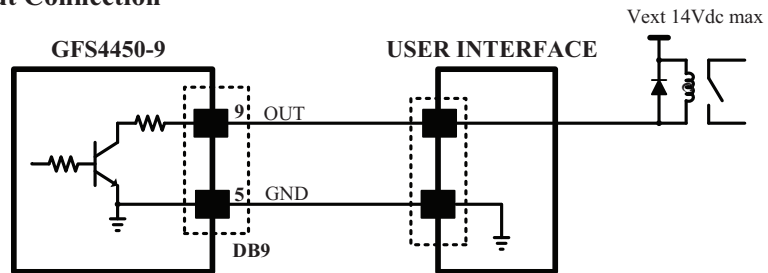 Connection
Vext 14Vdc max
GFS4450-9
USER INTERFACE
9 OUT
5 GND
DB9